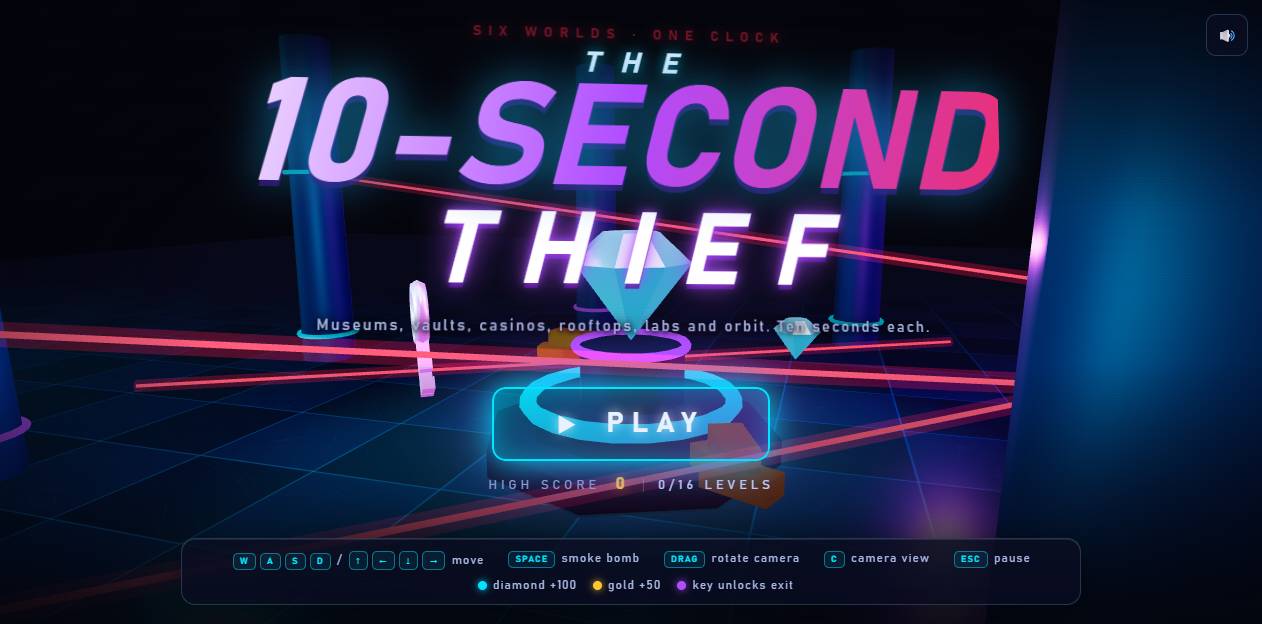 SIX WORLDS · ONE CLOCK
THE
10-SECOND
THIEF
Museums, vaults, casinos, rooftops, labs and orbit. Ten seconds each.
▶ PLAY
HIGH SCORE 0 | 0/16 LEVELS
W A S D / ↑ ← ↓ → move SPACE smoke bomb DRAG rotate camera C camera view ESC pause
diamond +100 gold +50 key unlocks exit